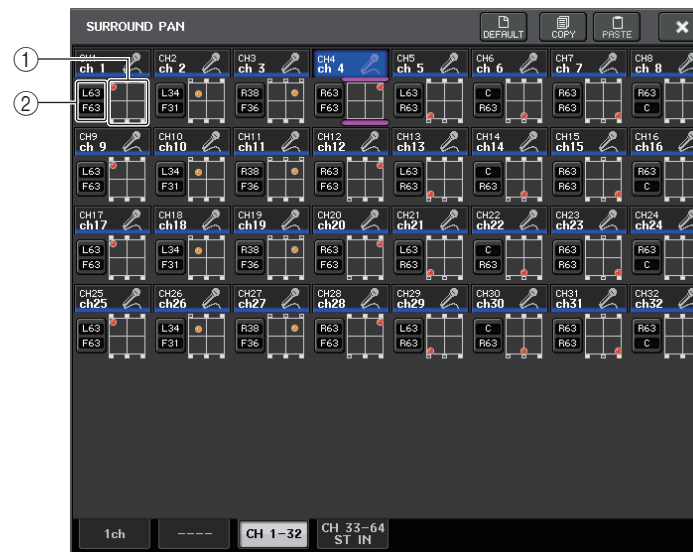 SURROUND PAN
DEFAULT COPY PASTE
1
2
CH1 CH2 CH3 CH4 CH5 CH6 CH7 CH8
ch 1 ch 2 ch 3 ch 4 ch 5 ch 6 ch 7 ch 8
L63 L34 R38 R63 L63 C R63 R63
F63 F31 F36 F63 R63 R63 R63 C
CH9 CH10 CH11 CH12 CH13 CH14 CH15 CH16
ch 9 ch10 ch11 ch12 ch13 ch14 ch15 ch16
L63 L34 R38 R63 L63 C R63 R63
F63 F31 F36 F63 R63 R63 R63 C
CH17 CH18 CH19 CH20 CH21 CH22 CH23 CH24
ch17 ch18 ch19 ch20 ch21 ch22 ch23 ch24
L63 L34 R38 R63 L63 C R63 R63
F63 F31 F36 F63 R63 R63 R63 C
CH25 CH26 CH27 CH28 CH29 CH30 CH31 CH32
ch25 ch26 ch27 ch28 ch29 ch30 ch31 ch32
L63 L34 R38 R63 L63 C R63 R63
F63 F31 F36 F63 R63 R63 R63 C
1ch ---- CH 1-32 CH 33-64
ST IN